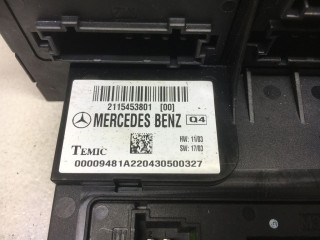 2115453801 [00]
MERCEDES BENZ Q4
HW: 11/03
TEMIC SW: 17/03
00009481A220430500327